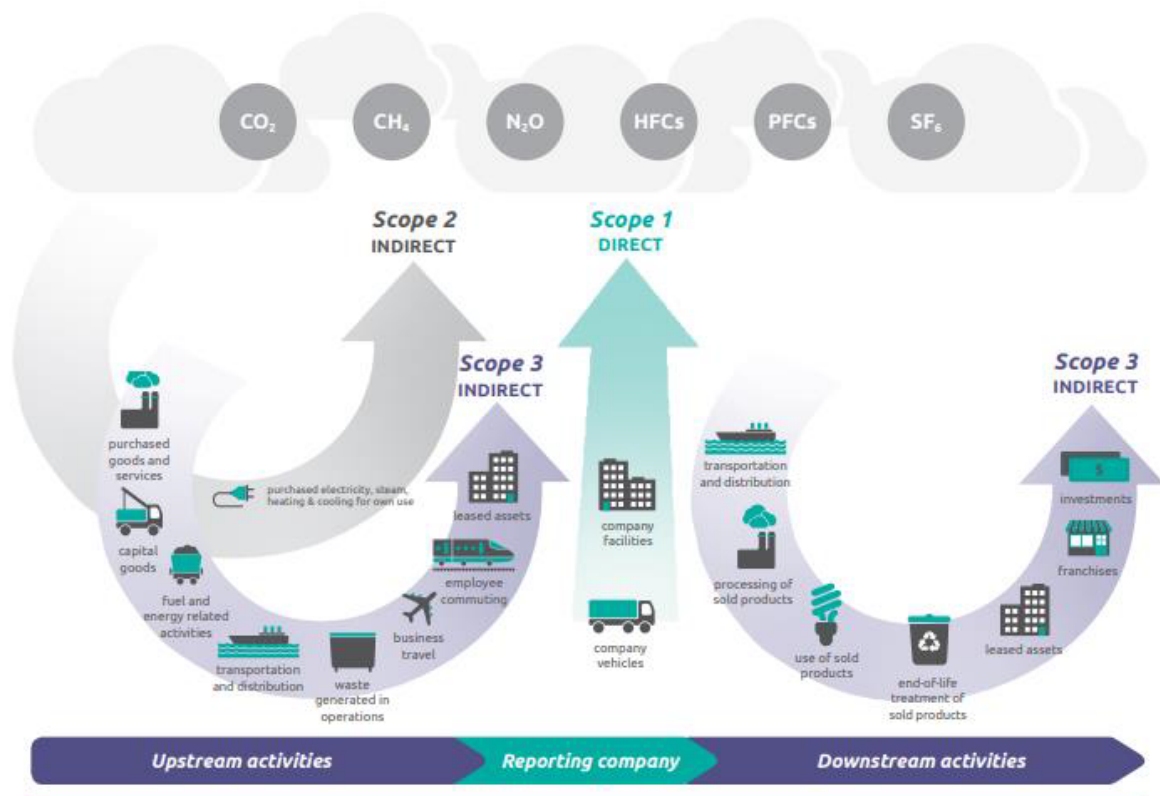 CO₂
CH₄
N₂O
HFCs
PFCs
SF₆
Scope 2
INDIRECT
Scope 1
DIRECT
Scope 3
INDIRECT
Scope 3
INDIRECT
purchased
goods and
services
capital
goods
fuel and
energy related
activities
purchased electricity, steam,
heating & cooling for own use
transportation
and distribution
waste
generated in
operations
business
travel
employee
commuting
leased assets
company
facilities
company
vehicles
transportation
and distribution
processing of
sold products
use of sold
products
end-of-life
treatment of
sold products
leased assets
franchises
investments
$
Upstream activities
Reporting company
Downstream activities